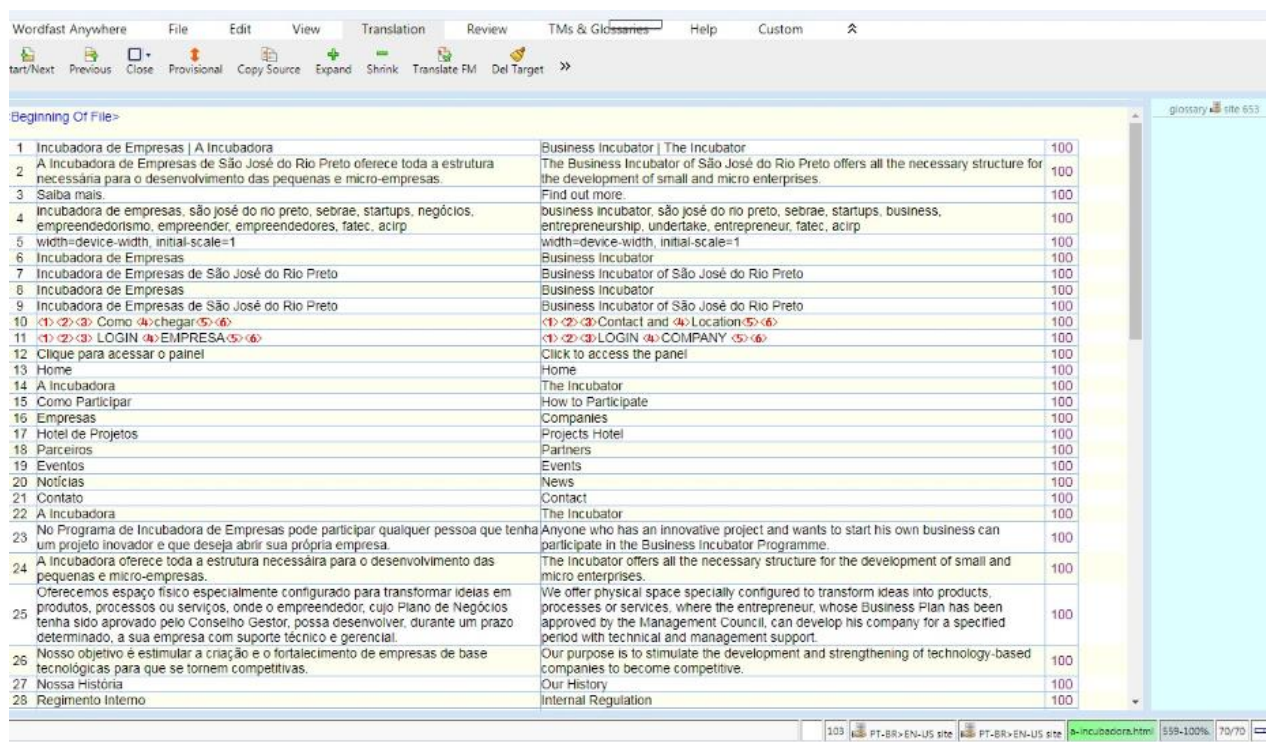 Wordfast Anywhere File Edit View Translation Review TMs & Glossaries Help Custom
tart/Next Previous Close Provisional Copy Source Expand Shrink Translate FM Del Target »
<Beginning Of File>
glossary site 653
1 Incubadora de Empresas | A Incubadora Business Incubator | The Incubator 100
2 A Incubadora de Empresas de São José do Rio Preto oferece toda a estrutura The Business Incubator of São José do Rio Preto offers all the necessary structure for 100
necessária para o desenvolvimento das pequenas e micro-empresas. the development of small and micro enterprises.
3 Saiba mais. Find out more. 100
4 incubadora de empresas, são josé do rio preto, sebrae, startups, negócios, business incubator, são josé do rio preto, sebrae, startups, business, 100
empreendedorismo, empreender, empreendedores, fatec, acirp entrepreneurship, undertake, entrepreneur, fatec, acirp
5 width=device-width, initial-scale=1 width=device-width, initial-scale=1 100
6 Incubadora de Empresas Business Incubator 100
7 Incubadora de Empresas de São José do Rio Preto Business Incubator of São José do Rio Preto 100
8 Incubadora de Empresas Business Incubator 100
9 Incubadora de Empresas de São José do Rio Preto Business Incubator of São José do Rio Preto 100
10 <1> <2> <3> Como <4>chegar<5> <6> <1> <2> <3>Contact and <4>Location<5> <6> 100
11 <1> <2> <3> LOGIN <4>EMPRESA<5> <6> <1> <2> <3>LOGIN <4>COMPANY <5> <6> 100
12 Clique para acessar o painel Click to access the panel 100
13 Home Home 100
14 A Incubadora The Incubator 100
15 Como Participar How to Participate 100
16 Empresas Companies 100
17 Hotel de Projetos Projects Hotel 100
18 Parceiros Partners 100
19 Eventos Events 100
20 Notícias News 100
21 Contato Contact 100
22 A Incubadora The Incubator 100
23 No Programa de Incubadora de Empresas pode participar qualquer pessoa que tenha Anyone who has an innovative project and wants to start his own business can 100
um projeto inovador e que deseja abrir sua própria empresa. participate in the Business Incubator Programme.
24 A Incubadora oferece toda a estrutura necessáira para o desenvolvimento das The Incubator offers all the necessary structure for the development of small and 100
pequenas e micro-empresas. micro enterprises.
25 Oferecemos espaço físico especialmente configurado para transformar ideias em We offer physical space specially configured to transform ideas into products, 100
produtos, processos ou serviços, onde o empreendedor, cujo Plano de Negócios processes or services, where the entrepreneur, whose Business Plan has been
tenha sido aprovado pelo Conselho Gestor, possa desenvolver, durante um prazo approved by the Management Council, can develop his company for a specified
determinado, a sua empresa com suporte técnico e gerencial. period with technical and management support.
26 Nosso objetivo é estimular a criação e o fortalecimento de empresas de base Our purpose is to stimulate the development and strengthening of technology-based 100
tecnológicas para que se tornem competitivas. companies to become competitive.
27 Nossa História Our History 100
28 Regimento Interno Internal Regulation 100
103 PT-BR>EN-US site PT-BR>EN-US site a-incubadora.html 559-100% 70/70